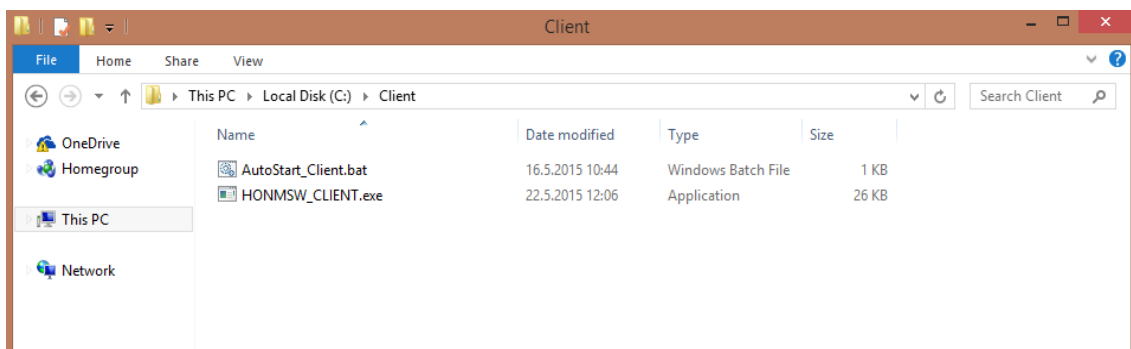 Client
File Home Share View
This PC Local Disk (C:) Client
Search Client
OneDrive
Homegroup
This PC
Network
Name Date modified Type Size
AutoStart_Client.bat 16.5.2015 10:44 Windows Batch File 1 KB
HONMSW_CLIENT.exe 22.5.2015 12:06 Application 26 KB